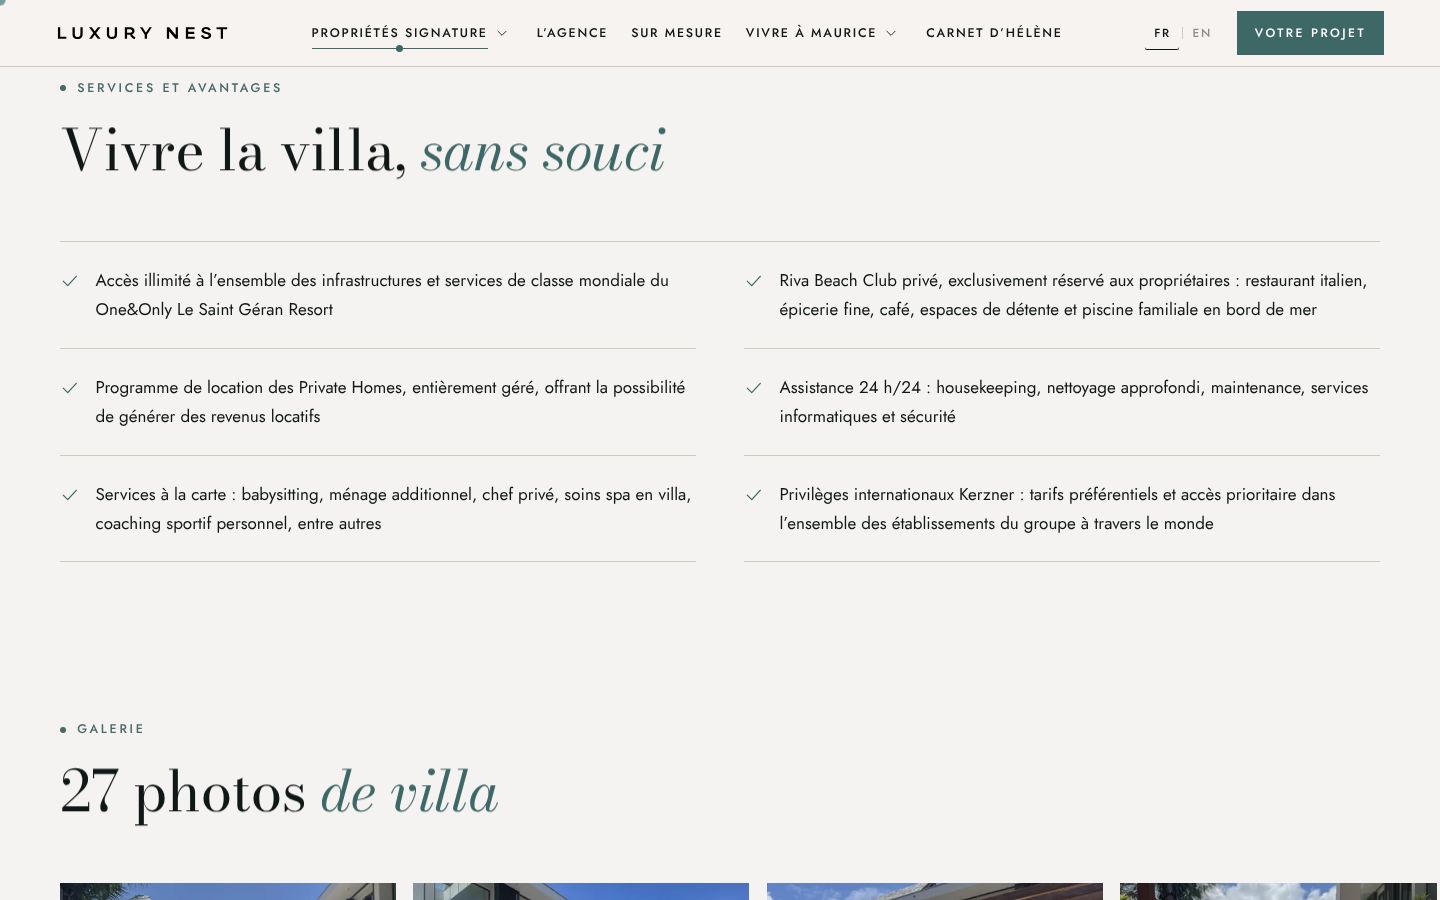 LUXURY NEST
PROPRIÉTÉS SIGNATURE
L’AGENCE
SUR MESURE
VIVRE À MAURICE
CARNET D’HÉLÈNE
FR
EN
VOTRE PROJET
SERVICES ET AVANTAGES
Vivre la villa, sans souci
Accès illimité à l’ensemble des infrastructures et services de classe mondiale du
One&Only Le Saint Géran Resort
Riva Beach Club privé, exclusivement réservé aux propriétaires : restaurant italien,
épicerie fine, café, espaces de détente et piscine familiale en bord de mer
Programme de location des Private Homes, entièrement géré, offrant la possibilité
de générer des revenus locatifs
Assistance 24 h/24 : housekeeping, nettoyage approfondi, maintenance, services
informatiques et sécurité
Services à la carte : babysitting, ménage additionnel, chef privé, soins spa en villa,
coaching sportif personnel, entre autres
Privilèges internationaux Kerzner : tarifs préférentiels et accès prioritaire dans
l’ensemble des établissements du groupe à travers le monde
GALERIE
27 photos de villa